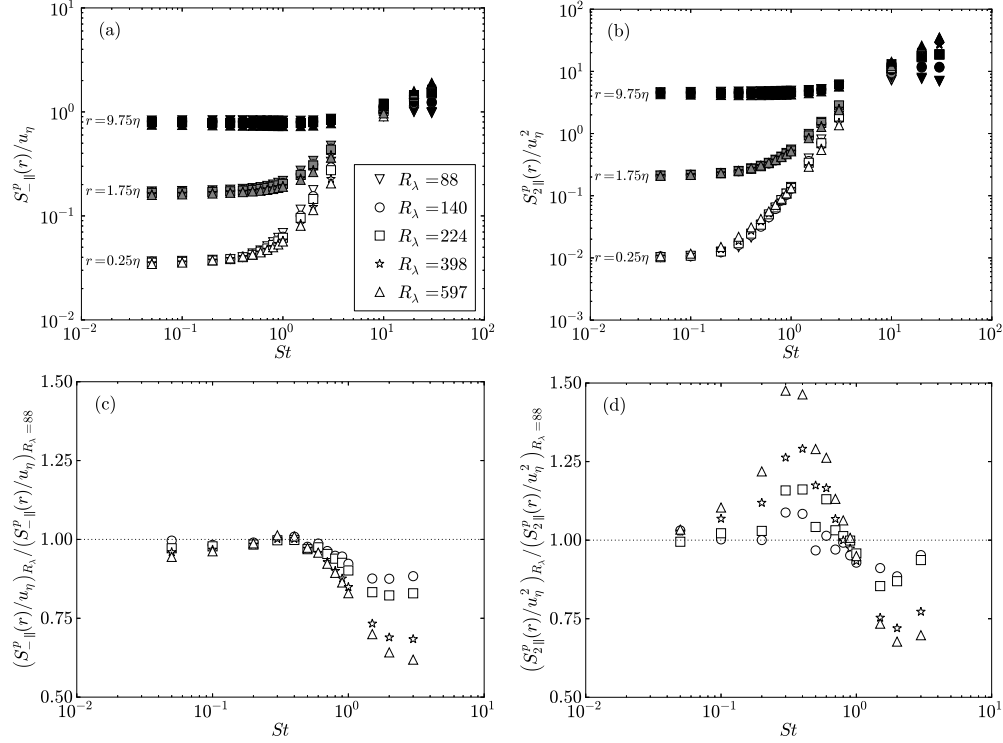 (a)
10^1
10^0
10^{-1}
10^{-2}
S^p_{-∥}(r)/u_η
r=9.75η
r=1.75η
r=0.25η
R_λ =88
R_λ =140
R_λ =224
R_λ =398
R_λ =597
10^{-2} 10^{-1} 10^0 10^1 10^2
St
(b)
10^2
10^1
10^0
10^{-1}
10^{-2}
10^{-3}
S^p_{2∥}(r)/u_η^2
r=9.75η
r=1.75η
r=0.25η
10^{-2} 10^{-1} 10^0 10^1 10^2
St
(c)
1.50
1.25
1.00
0.75
0.50
(S^p_{-∥}(r)/u_η)_{R_λ}/(S^p_{-∥}(r)/u_η)_{R_λ=88}
10^{-2} 10^{-1} 10^0 10^1
St
(d)
1.50
1.25
1.00
0.75
0.50
(S^p_{2∥}(r)/u_η^2)_{R_λ}/(S^p_{2∥}(r)/u_η^2)_{R_λ=88}
10^{-2} 10^{-1} 10^0 10^1
St